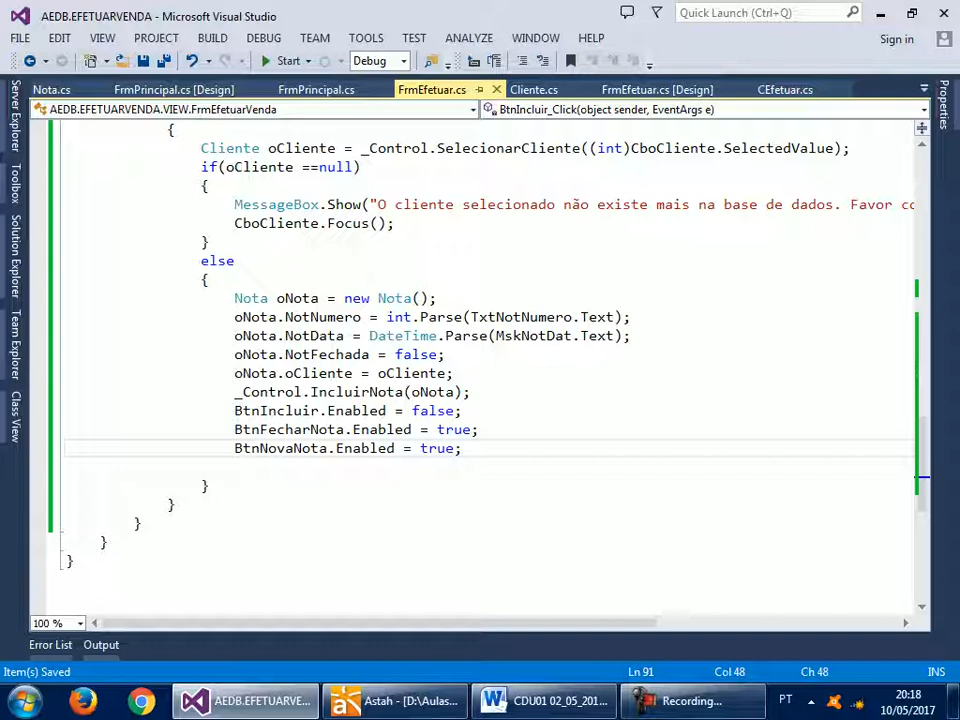 AEDB.EFETUARVENDA - Microsoft Visual Studio
Quick Launch (Ctrl+Q)
FILE EDIT VIEW PROJECT BUILD DEBUG TEAM TOOLS TEST ANALYZE WINDOW HELP
Sign in
Start
Debug
Nota.cs FrmPrincipal.cs [Design] FrmPrincipal.cs FrmEfetuar.cs Cliente.cs FrmEfetuar.cs [Design] CEfetuar.cs
AEDB.EFETUARVENDA.VIEW.FrmEfetuarVenda
BtnIncluir_Click(object sender, EventArgs e)
Server Explorer
Toolbox
Solution Explorer
Team Explorer
Class View
Properties
{
Cliente oCliente = _Control.SelecionarCliente((int)CboCliente.SelectedValue);
if(oCliente ==null)
{
MessageBox.Show("O cliente selecionado não existe mais na base de dados. Favor co
CboCliente.Focus();
}
else
{
Nota oNota = new Nota();
oNota.NotNumero = int.Parse(TxtNotNumero.Text);
oNota.NotData = DateTime.Parse(MskNotDat.Text);
oNota.NotFechada = false;
oNota.oCliente = oCliente;
_Control.IncluirNota(oNota);
BtnIncluir.Enabled = false;
BtnFecharNota.Enabled = true;
BtnNovaNota.Enabled = true;
}
}
}
}
}
100 %
Error List Output
Item(s) Saved Ln 91 Col 48 Ch 48 INS
AEDB.EFETUARVE... Astah - [D:\Aulas... CDU01 02_05_201... Recording... PT 20:18
10/05/2017